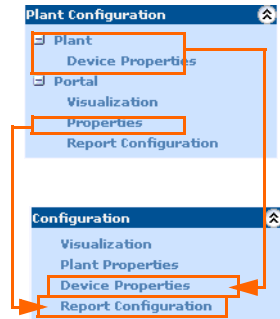 Plant Configuration
Plant
Device Properties
Portal
Visualization
Properties
Report Configuration
Configuration
Visualization
Plant Properties
Device Properties
Report Configuration